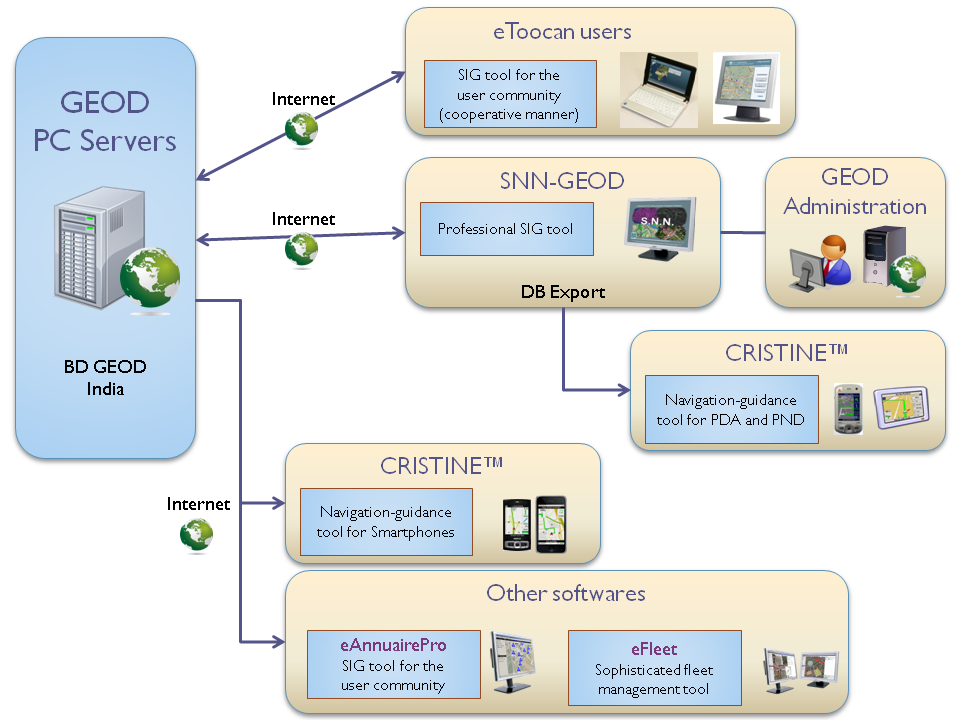 GEOD
PC Servers
BD GEOD
India
Internet
Internet
Internet
eToocan users
SIG tool for the
user community
(cooperative manner)
SNN-GEOD
Professional SIG tool
S.N.N.
DB Export
GEOD
Administration
CRISTINE™
Navigation-guidance
tool for PDA and PND
CRISTINE™
Navigation-guidance
tool for Smartphones
Other softwares
eAnnuairePro
SIG tool for the
user community
eFleet
Sophisticated fleet
management tool